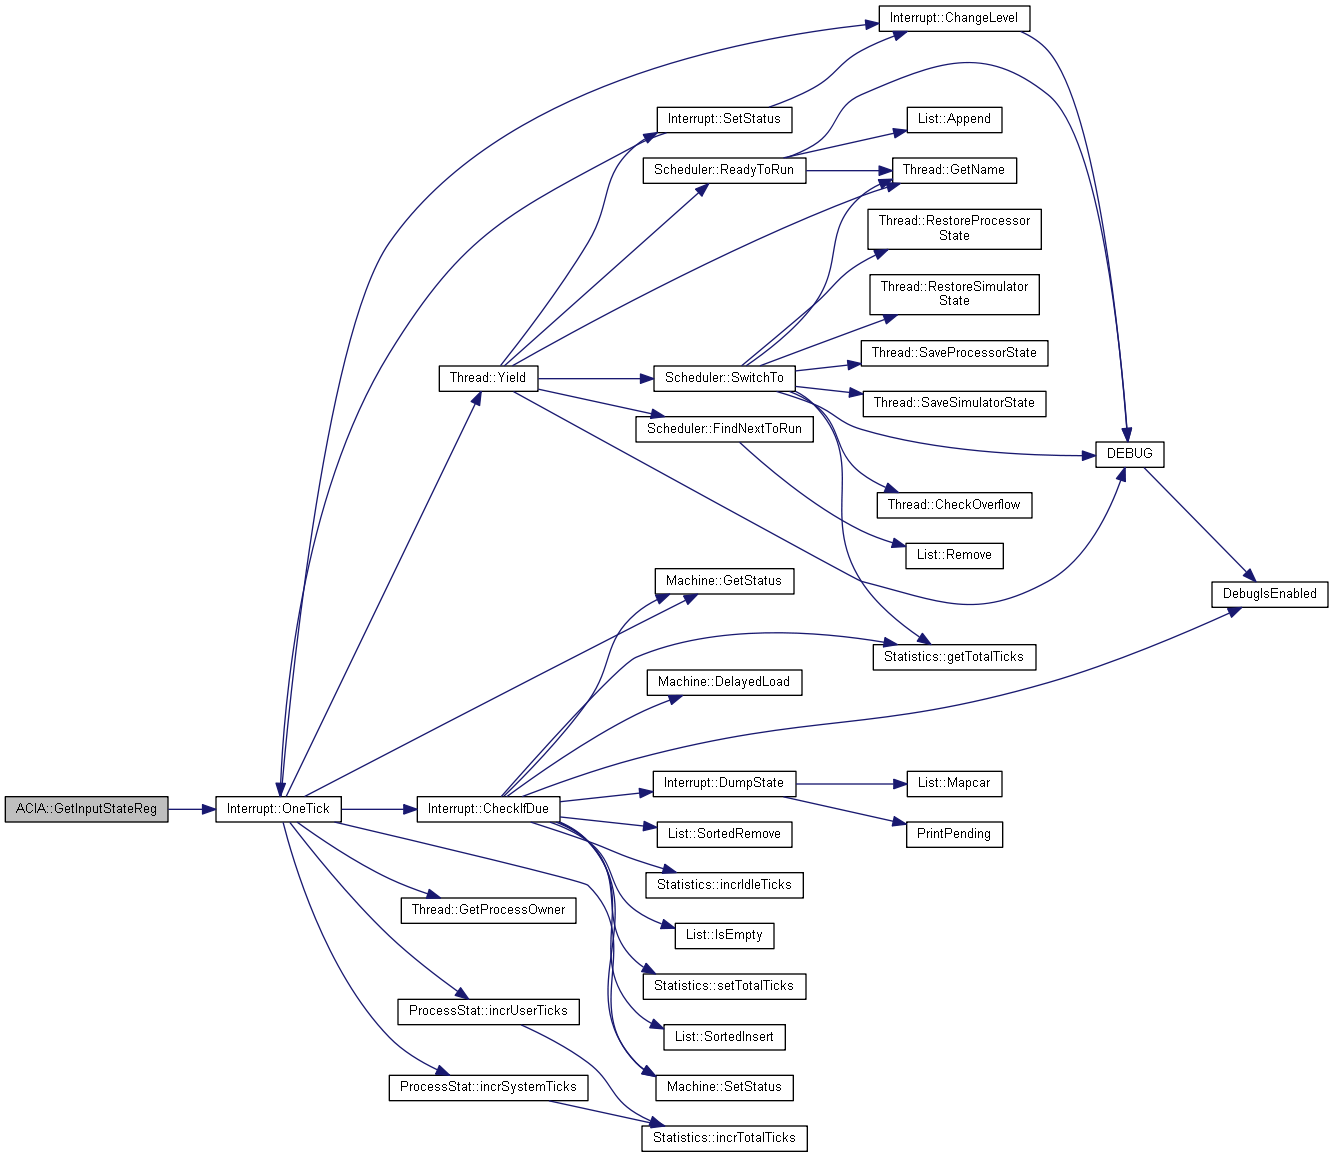 Interrupt::ChangeLevel
Interrupt::SetStatus
List::Append
Scheduler::ReadyToRun
Thread::GetName
Thread::RestoreProcessor
State
Thread::RestoreSimulator
State
Thread::SaveProcessorState
Thread::Yield
Scheduler::SwitchTo
Thread::SaveSimulatorState
Scheduler::FindNextToRun
DEBUG
Thread::CheckOverflow
List::Remove
Machine::GetStatus
DebugIsEnabled
Statistics::getTotalTicks
Machine::DelayedLoad
Interrupt::DumpState
List::Mapcar
ACIA::GetInputStateReg
Interrupt::OneTick
Interrupt::CheckIfDue
List::SortedRemove
PrintPending
Statistics::incrIdleTicks
Thread::GetProcessOwner
List::IsEmpty
Statistics::setTotalTicks
ProcessStat::incrUserTicks
List::SortedInsert
ProcessStat::incrSystemTicks
Machine::SetStatus
Statistics::incrTotalTicks